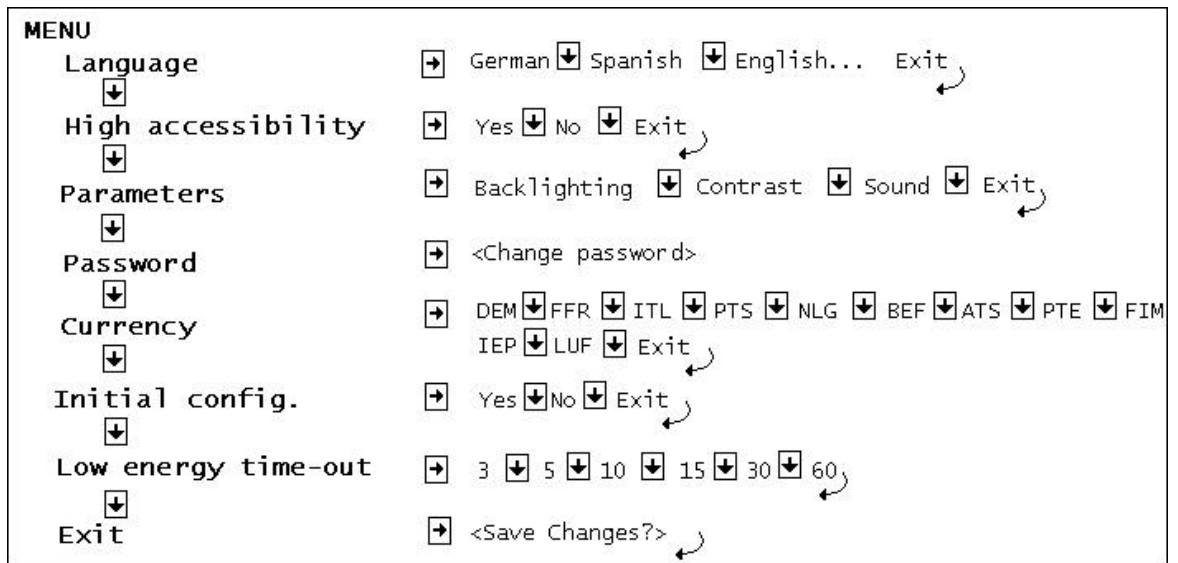 MENU
Language German Spanish English... Exit
High accessibility Yes No Exit
Parameters Backlighting Contrast Sound Exit
Password <Change password>
Currency DEM FFR ITL PTS NLG BEF ATS PTE FIM
IEP LUF Exit
Initial config. Yes No Exit
Low energy time-out 3 5 10 15 30 60
Exit <Save Changes?>